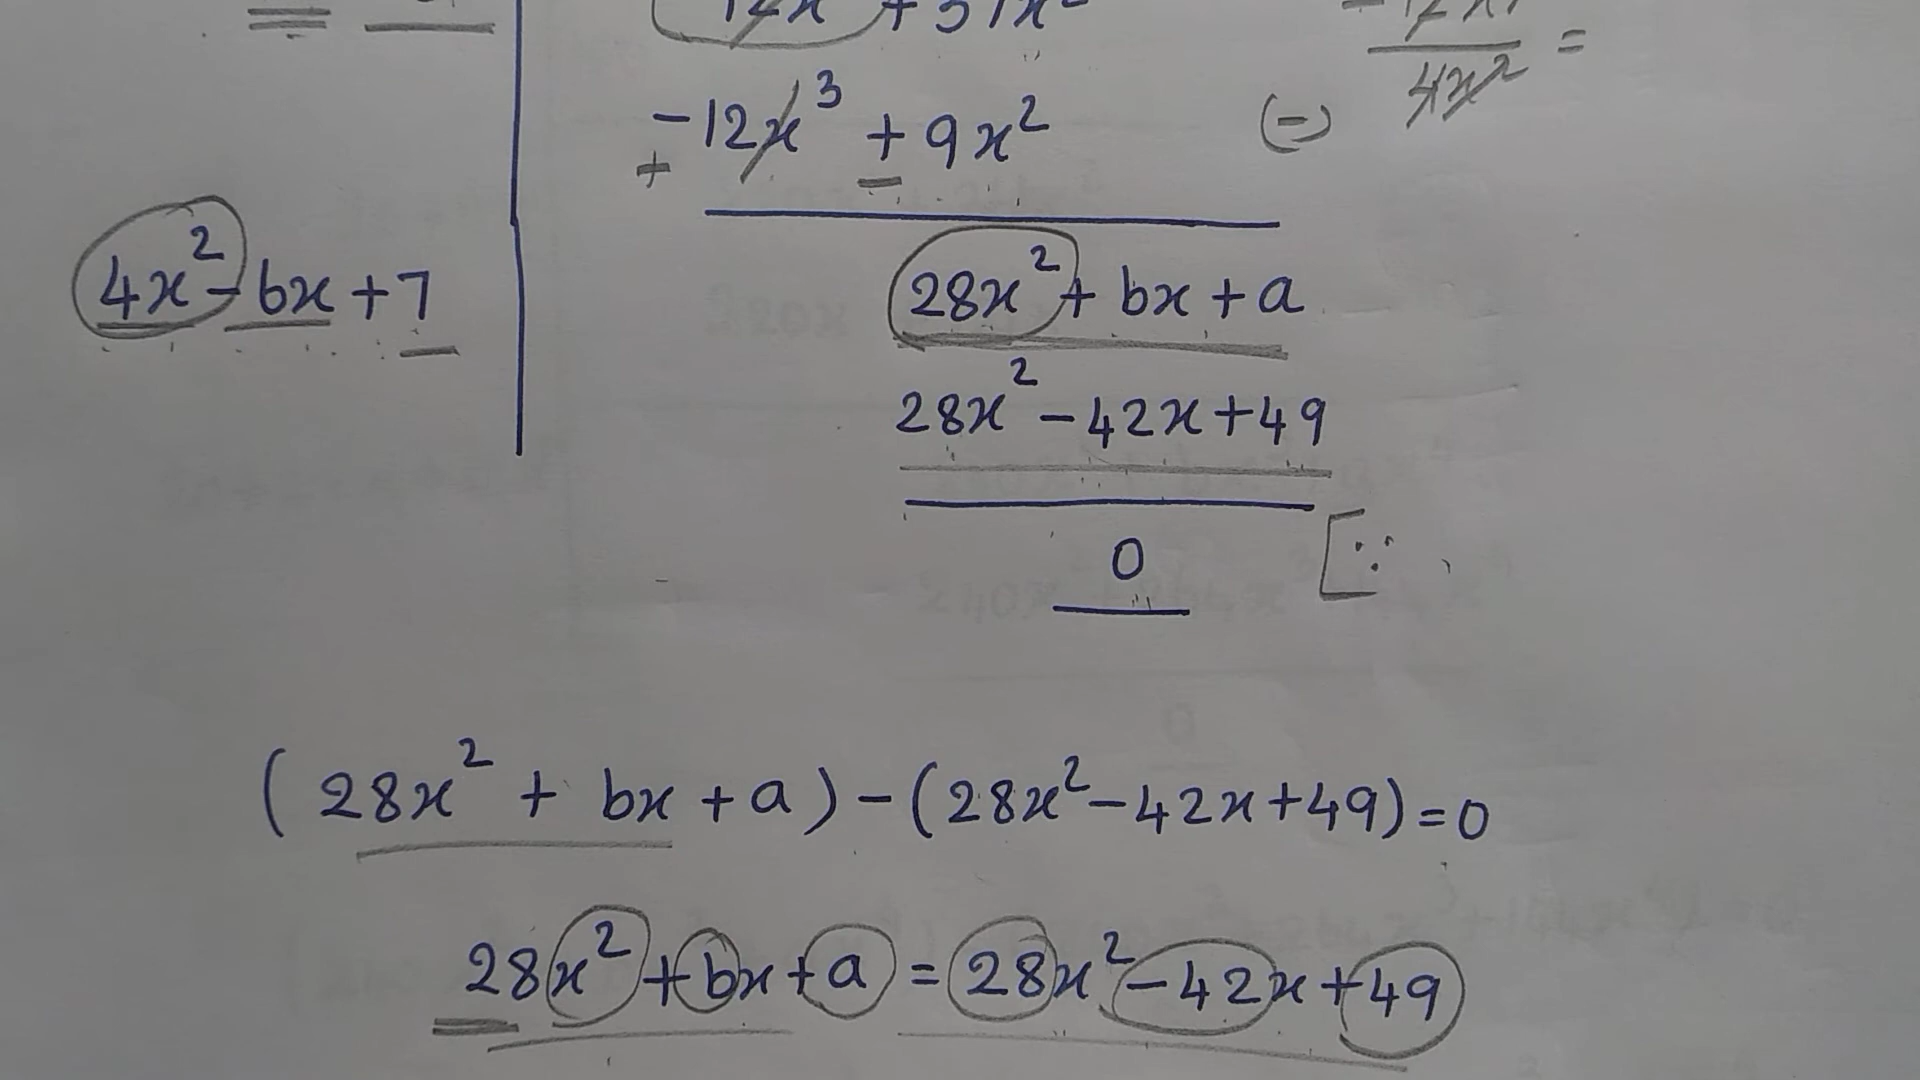 -12x³ + 9x²
+ -
(-)
4x²
=
4x² - 6x + 7
28x² + bx + a
28x² - 42x + 49
0 [∵
(28x² + bx + a) - (28x² - 42x + 49) = 0
28x² + bx + a = 28x² - 42x + 49